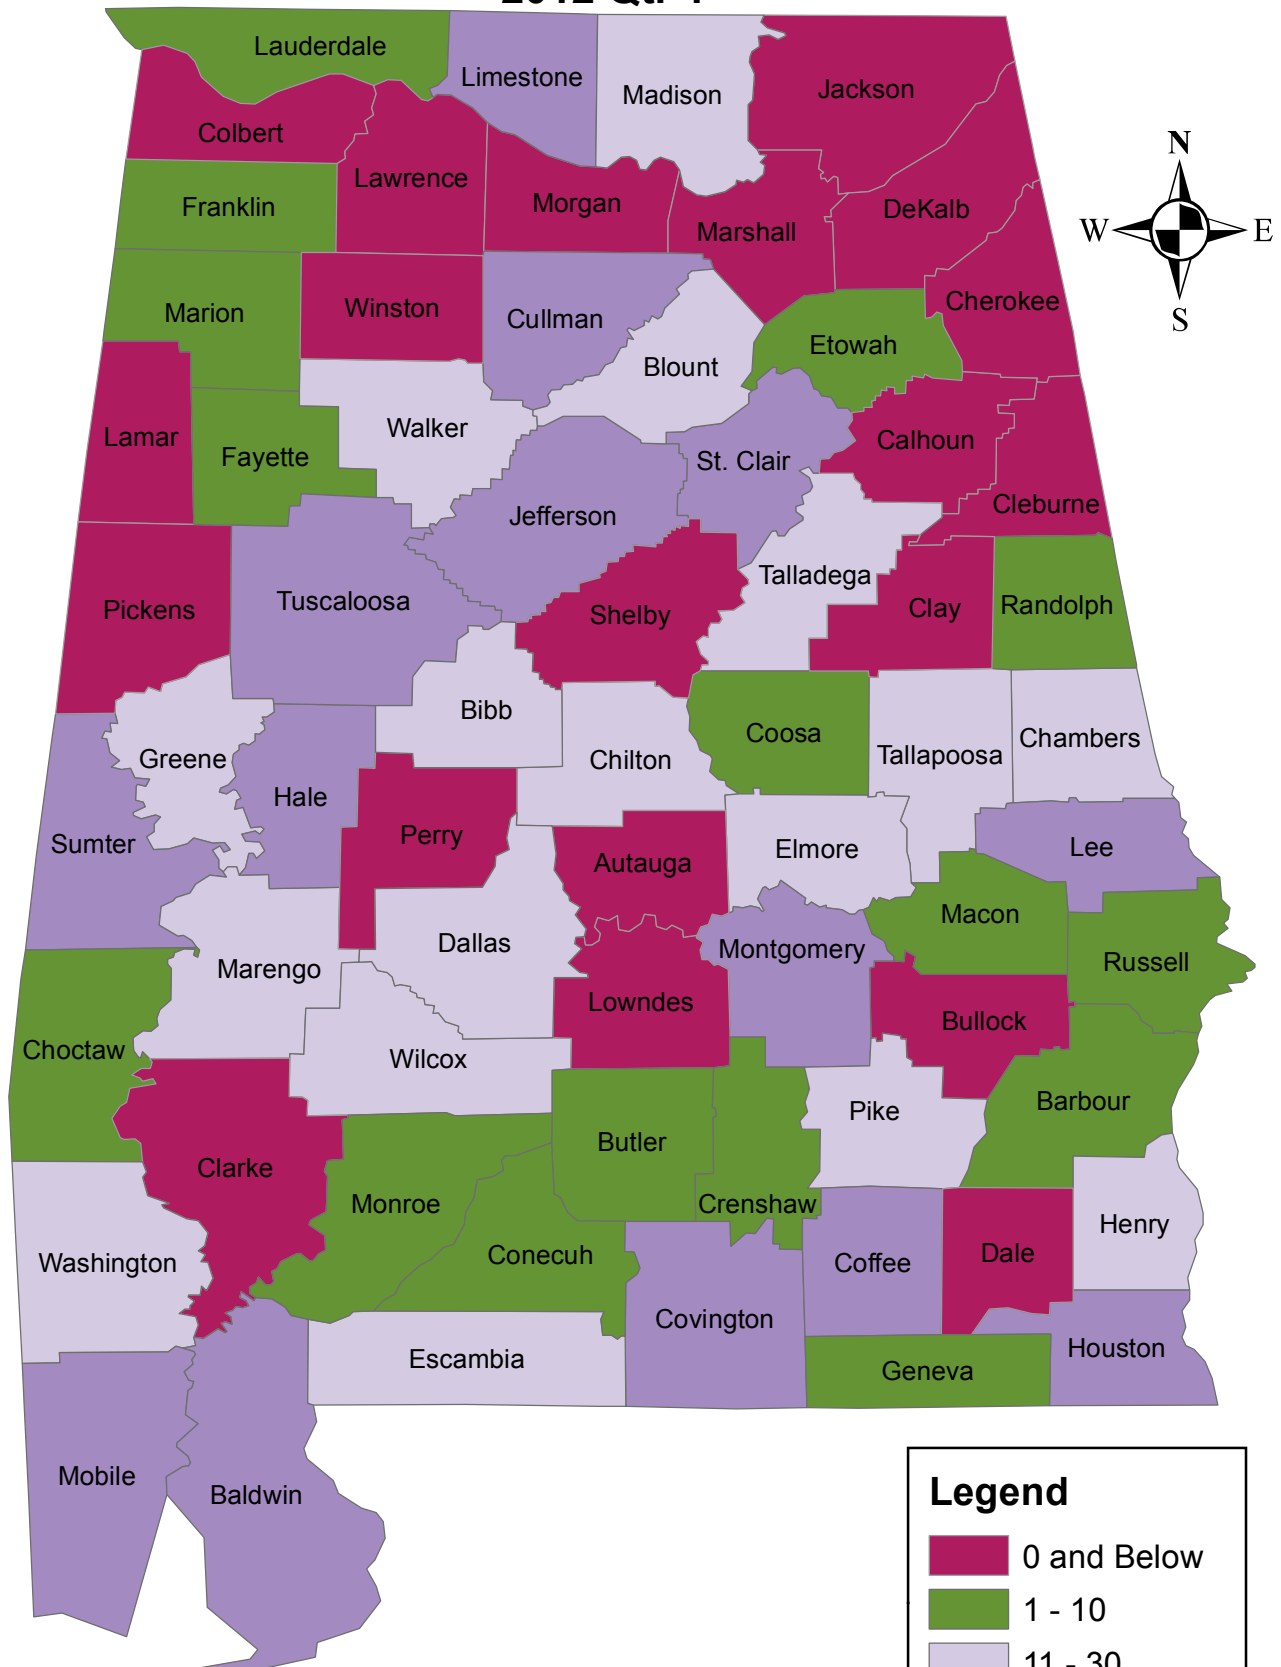 Lauderdale
Limestone
Madison
Jackson
Colbert
Lawrence
Franklin
Morgan
Marshall
DeKalb
N
W
E
S
Marion
Winston
Cullman
Cherokee
Etowah
Blount
Lamar
Fayette
Walker
St. Clair
Calhoun
Cleburne
Jefferson
Talladega
Pickens
Tuscaloosa
Shelby
Clay
Randolph
Bibb
Greene
Chilton
Coosa
Tallapoosa
Chambers
Hale
Sumter
Perry
Autauga
Elmore
Lee
Dallas
Macon
Marengo
Montgomery
Russell
Lowndes
Bullock
Choctaw
Wilcox
Barbour
Pike
Butler
Clarke
Monroe
Crenshaw
Henry
Washington
Conecuh
Coffee
Dale
Covington
Houston
Escambia
Geneva
Mobile
Baldwin
Legend
0 and Below
1 - 10
11 - 30